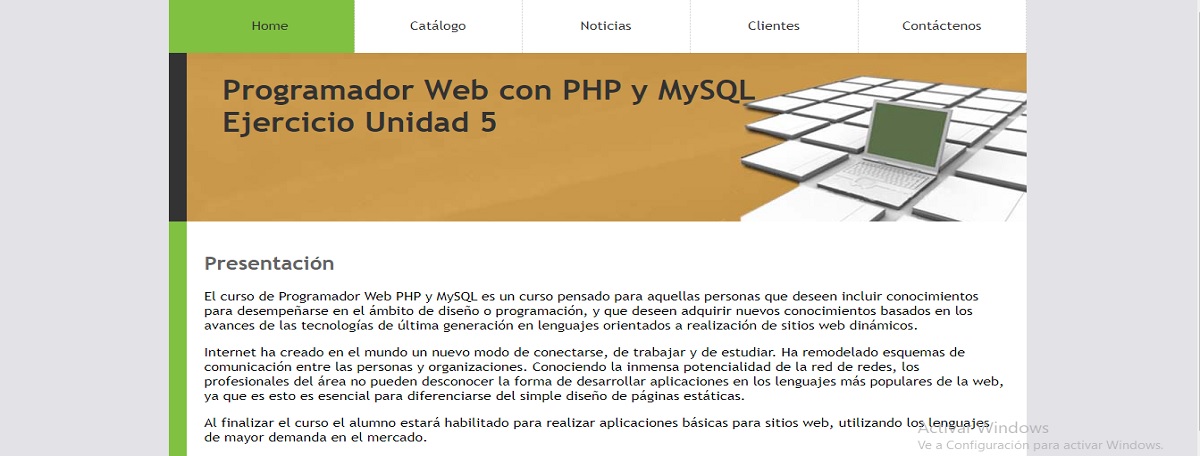 Home
Catálogo
Noticias
Clientes
Contáctenos
Programador Web con PHP y MySQL
Ejercicio Unidad 5
Presentación
El curso de Programador Web PHP y MySQL es un curso pensado para aquellas personas que deseen incluir conocimientos
para desempeñarse en el ámbito de diseño o programación, y que deseen adquirir nuevos conocimientos basados en los
avances de las tecnologías de última generación en lenguajes orientados a realización de sitios web dinámicos.
Internet ha creado en el mundo un nuevo modo de conectarse, de trabajar y de estudiar. Ha remodelado esquemas de
comunicación entre las personas y organizaciones. Conociendo la inmensa potencialidad de la red de redes, los
profesionales del área no pueden desconocer la forma de desarrollar aplicaciones en los lenguajes más populares de la web,
ya que es esto es esencial para diferenciarse del simple diseño de páginas estáticas.
Al finalizar el curso el alumno estará habilitado para realizar aplicaciones básicas para sitios web, utilizando los lenguajes
de mayor demanda en el mercado.
Activar Windows
Ve a Configuración para activar Windows.